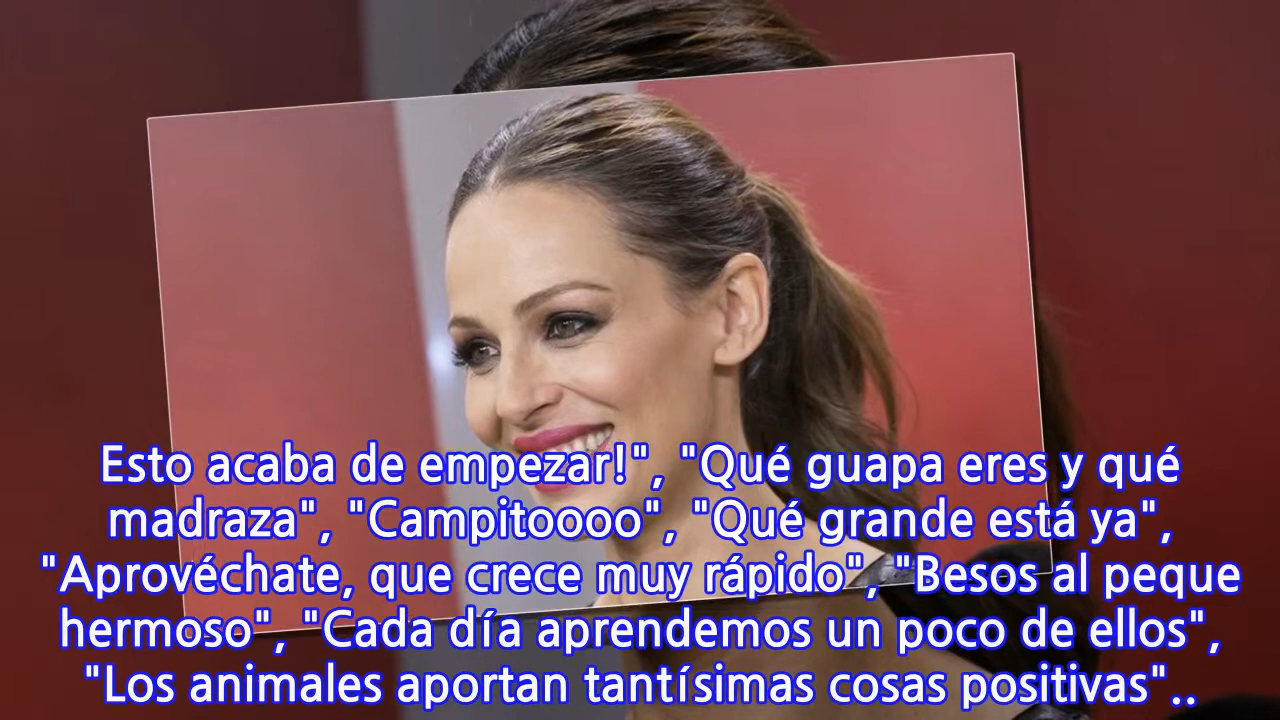 Esto acaba de empezar!", "Qué guapa eres y qué
madraza", "Campitoooo", "Qué grande está ya",
"Aprovéchate, que crece muy rápido", "Besos al peque
hermoso", "Cada día aprendemos un poco de ellos",
"Los animales aportan tantísimas cosas positivas"..